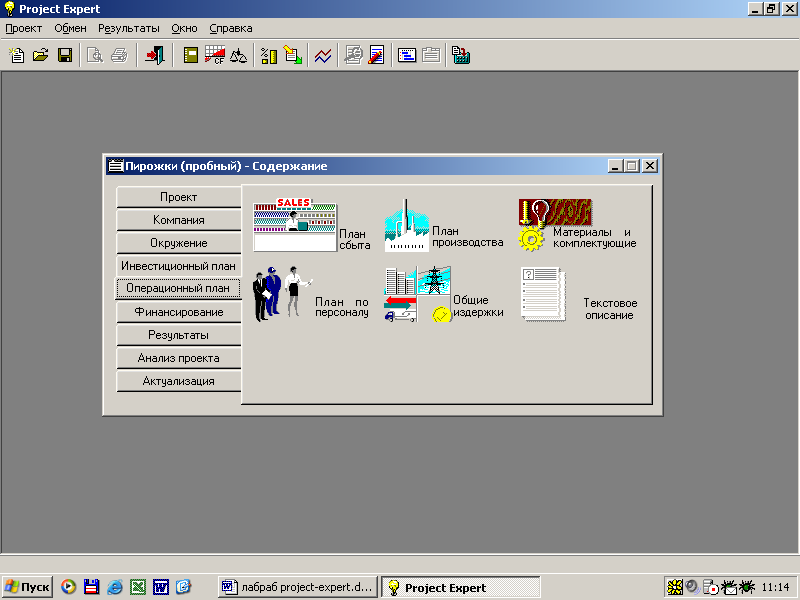 Project Expert
Проект Обмен Результаты Окно Справка
CF
Пирожки (пробный) - Содержание
Проект
Компания
Окружение
Инвестиционный план
Операционный план
Финансирование
Результаты
Анализ проекта
Актуализация
SALES
План
сбыта
План
производства
Материалы и
комплектующие
План по
персоналу
Общие
издержки
?
Текстовое
описание
Пуск
лабраб project-expert.d...
Project Expert
11:14